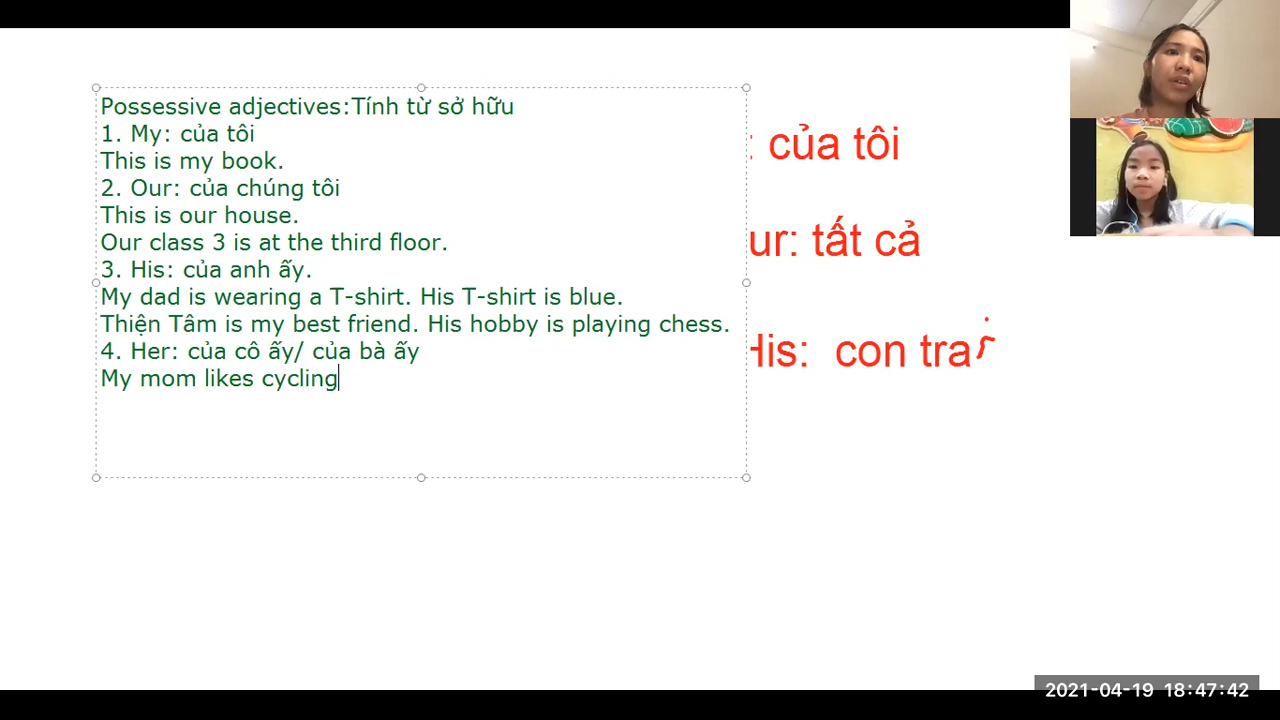 Possessive adjectives:Tính từ sở hữu
1. My: của tôi
This is my book.
2. Our: của chúng tôi
This is our house.
Our class 3 is at the third floor.
3. His: của anh ấy.
My dad is wearing a T-shirt. His T-shirt is blue.
Thiện Tâm is my best friend. His hobby is playing chess.
4. Her: của cô ấy/ của bà ấy
My mom likes cycling
: của tôi
ur: tất cả
His: con trai
2021-04-19 18:47:42